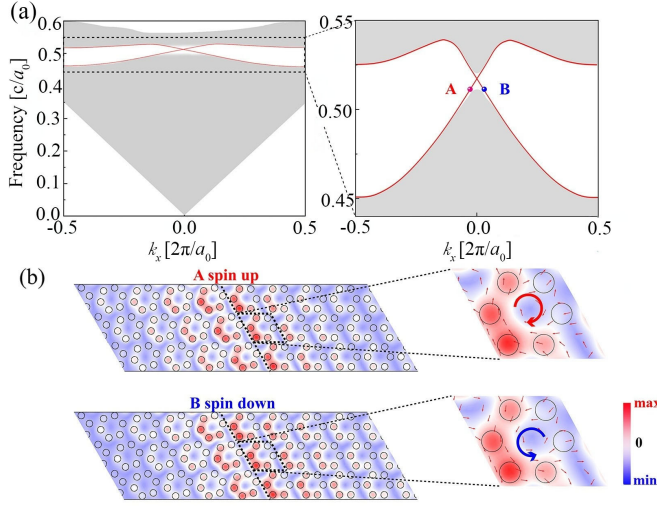 (a)
Frequency [c/a₀]
0.6
0.5
0.4
0.3
0.2
0.1
0.0
-0.5 0.0 0.5
kₓ [2π/a₀]
0.55
0.50
0.45
A B
-0.5 0.0 0.5
kₓ [2π/a₀]
(b)
A spin up
B spin down
max
0
min